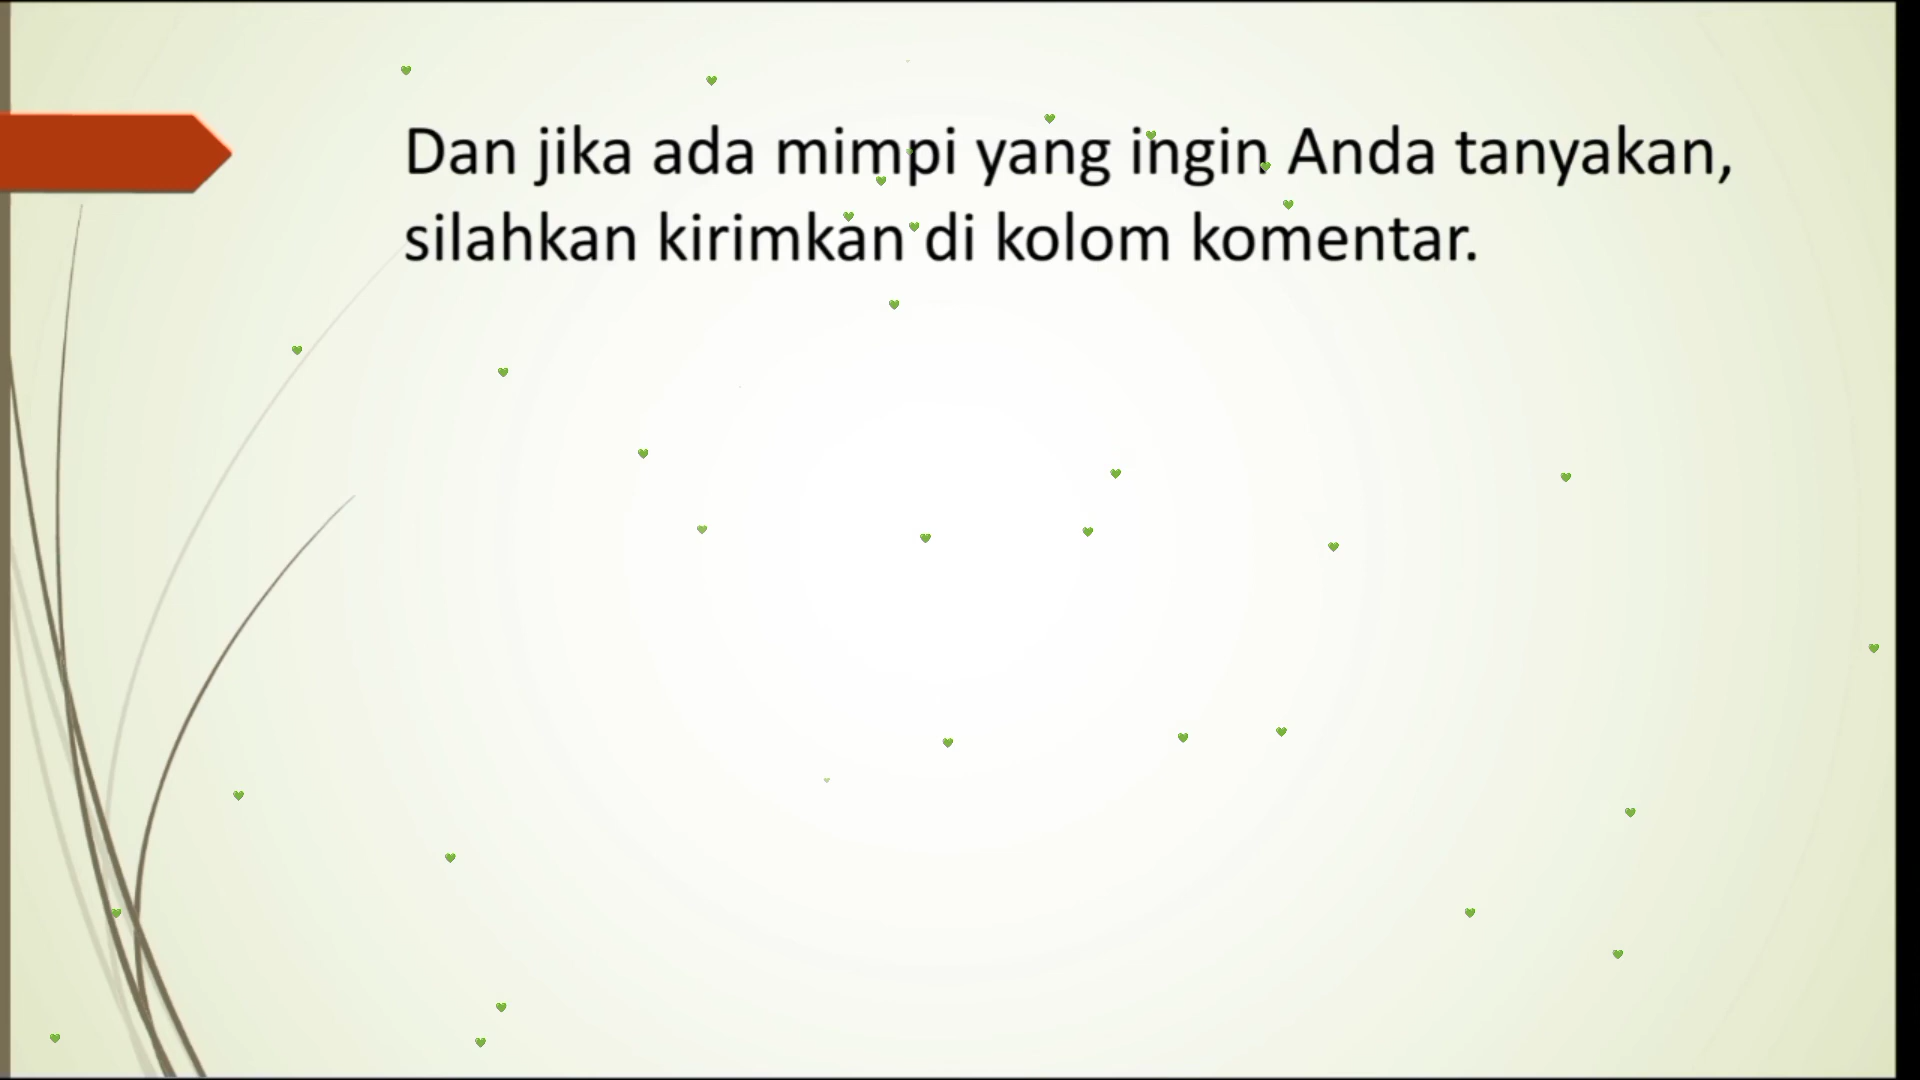 Dan jika ada mimpi yang ingin Anda tanyakan,
silahkan kirimkan di kolom komentar.